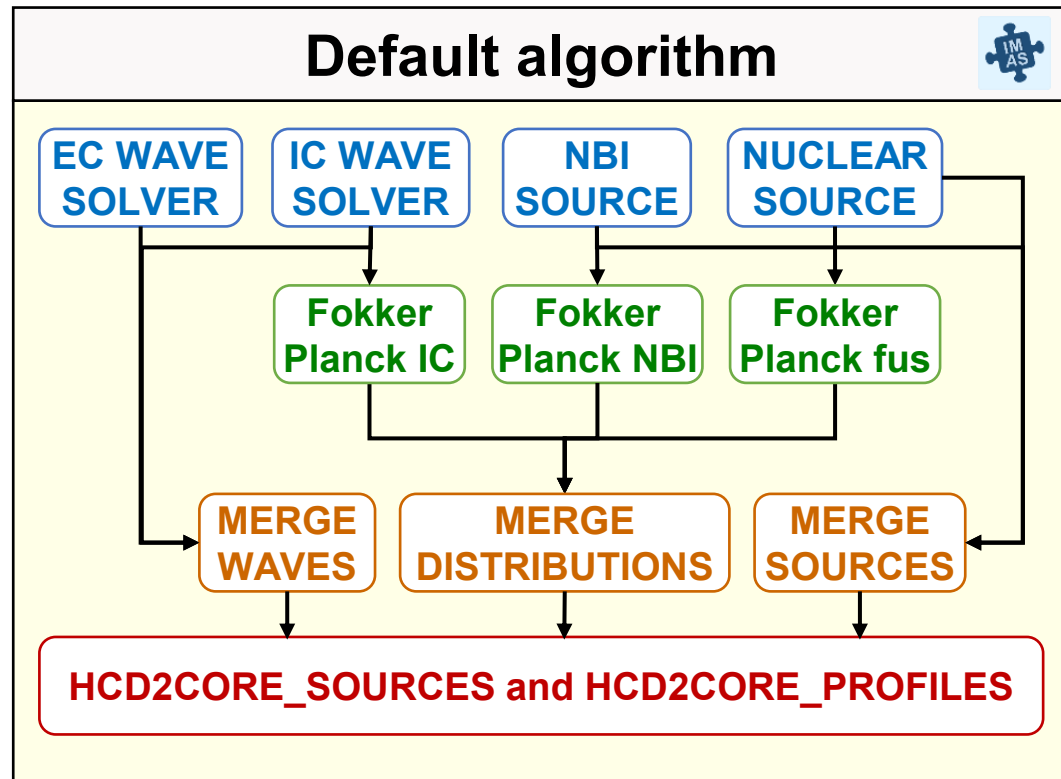 Default algorithm
IM
AS
EC WAVE
SOLVER
IC WAVE
SOLVER
NBI
SOURCE
NUCLEAR
SOURCE
Fokker
Planck IC
Fokker
Planck NBI
Fokker
Planck fus
MERGE
WAVES
MERGE
DISTRIBUTIONS
MERGE
SOURCES
HCD2CORE_SOURCES and HCD2CORE_PROFILES